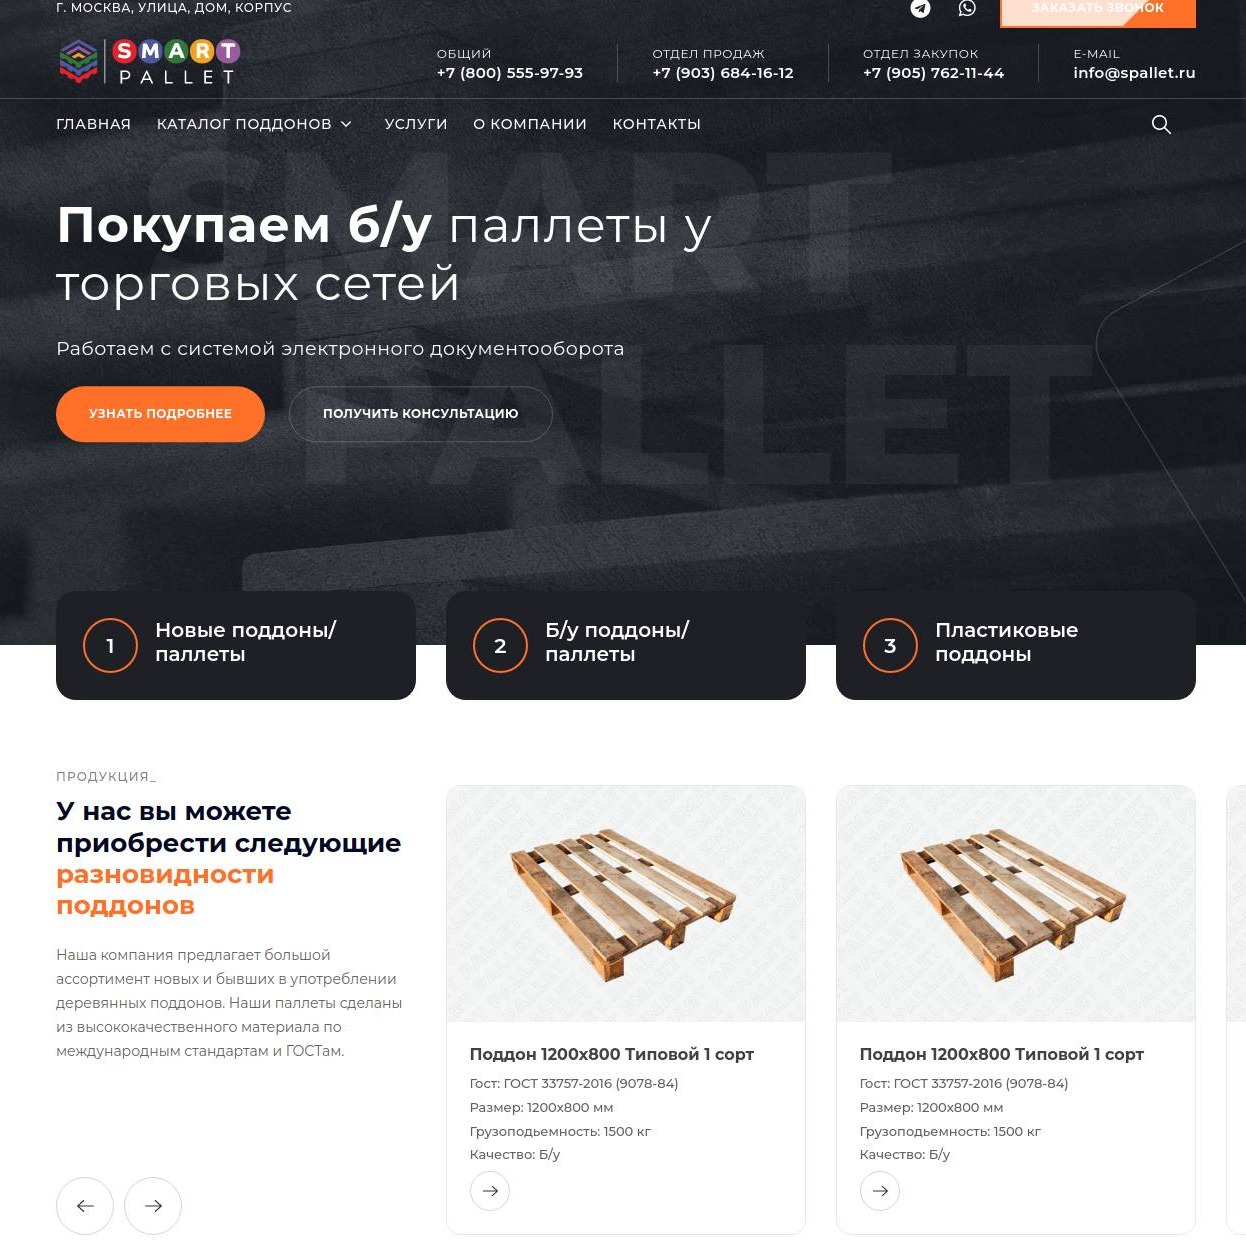 Г. МОСКВА, УЛИЦА, ДОМ, КОРПУС
ЗАКАЗАТЬ ЗВОНОК
SMART
PALLET
ОБЩИЙ
+7 (800) 555-97-93
ОТДЕЛ ПРОДАЖ
+7 (903) 684-16-12
ОТДЕЛ ЗАКУПОК
+7 (905) 762-11-44
E-MAIL
info@spallet.ru
ГЛАВНАЯ
КАТАЛОГ ПОДДОНОВ
УСЛУГИ
О КОМПАНИИ
КОНТАКТЫ
SMART
PALLET
Покупаем б/у паллеты у
торговых сетей
Работаем с системой электронного документооборота
УЗНАТЬ ПОДРОБНЕЕ
ПОЛУЧИТЬ КОНСУЛЬТАЦИЮ
1
Новые поддоны/
паллеты
2
Б/у поддоны/
паллеты
3
Пластиковые
поддоны
ПРОДУКЦИЯ_
У нас вы можете
приобрести следующие
разновидности
поддонов
Наша компания предлагает большой
ассортимент новых и бывших в употреблении
деревянных поддонов. Наши паллеты сделаны
из высококачественного материала по
международным стандартам и ГОСТам.
Поддон 1200х800 Типовой 1 сорт
Гост: ГОСТ 33757-2016 (9078-84)
Размер: 1200х800 мм
Грузоподьемность: 1500 кг
Качество: Б/у
Поддон 1200х800 Типовой 1 сорт
Гост: ГОСТ 33757-2016 (9078-84)
Размер: 1200х800 мм
Грузоподьемность: 1500 кг
Качество: Б/у